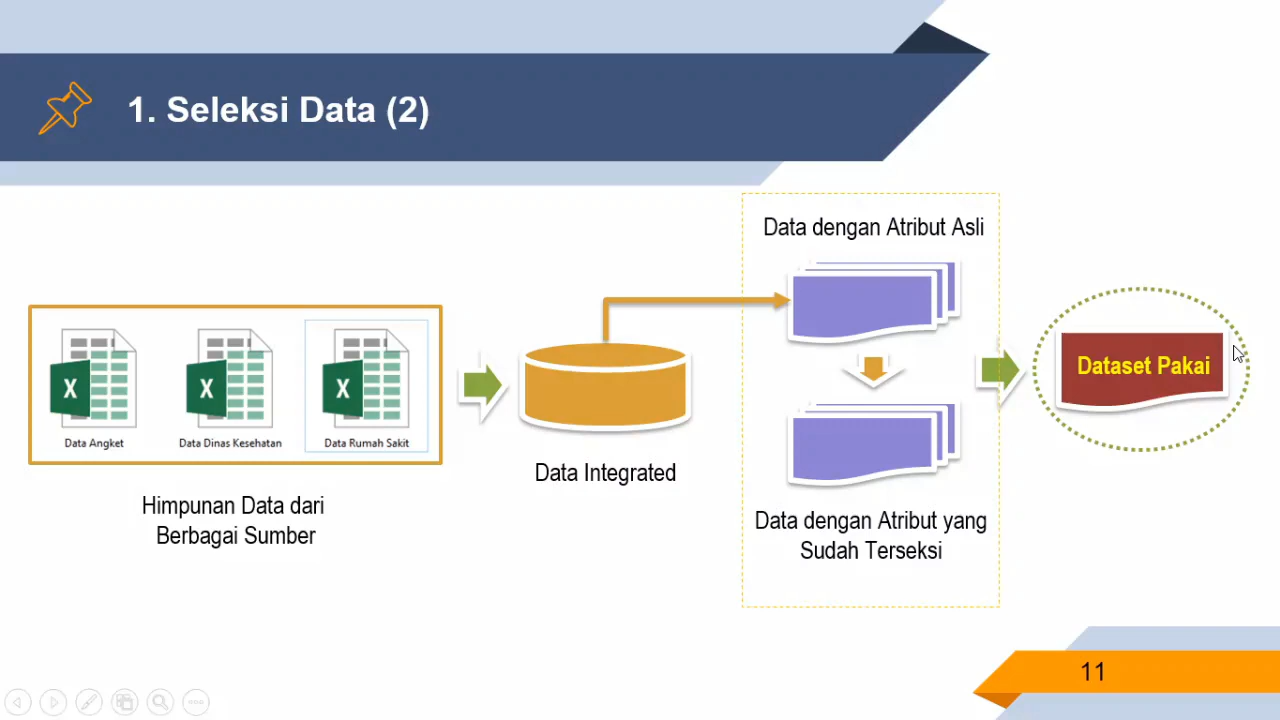 1. Seleksi Data (2)
Data dengan Atribut Asli
Dataset Pakai
X
X
X
Data Angket
Data Dinas Kesehatan
Data Rumah Sakit
Data Integrated
Himpunan Data dari
Berbagai Sumber
Data dengan Atribut yang
Sudah Terseksi
11